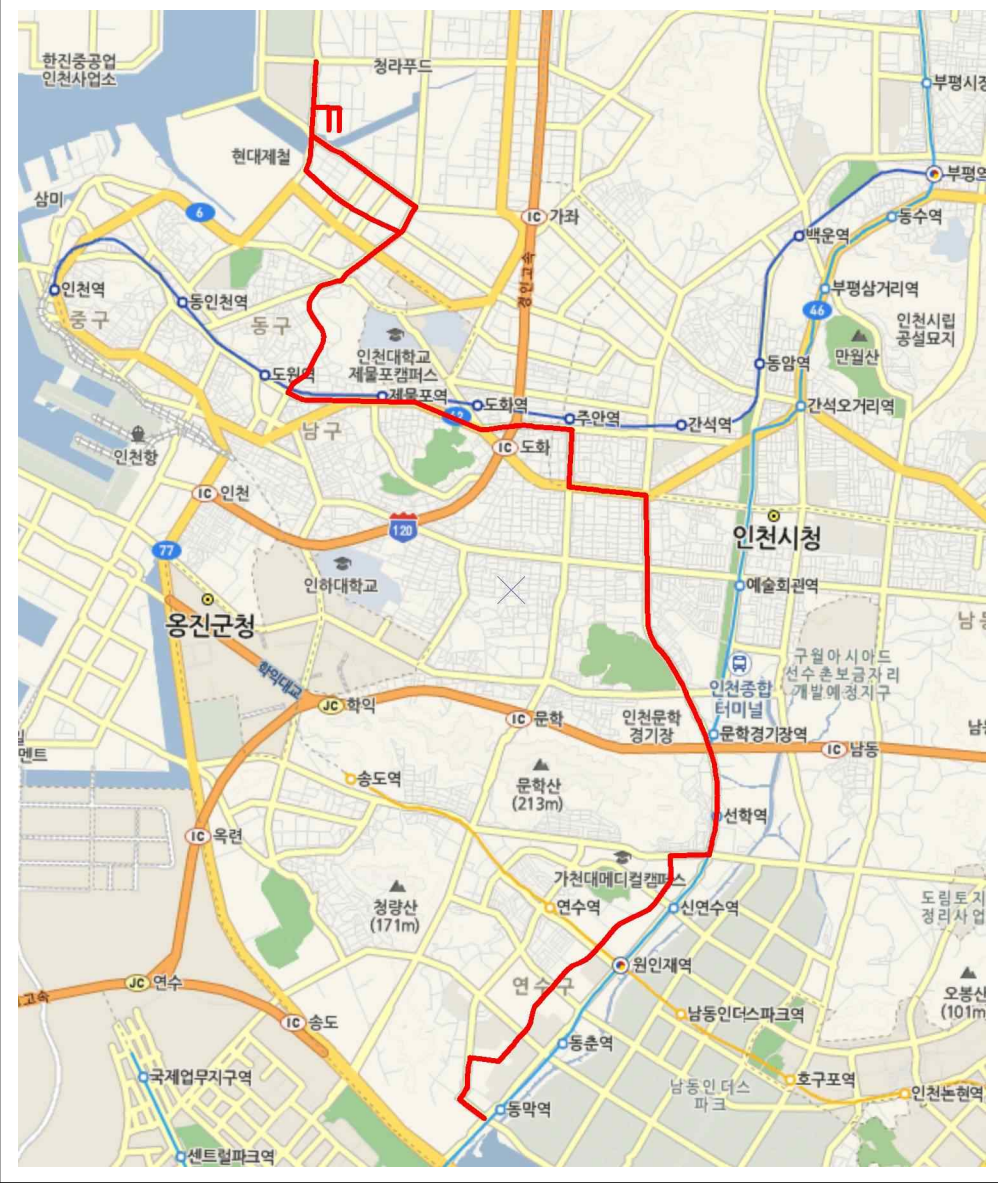 한진중공업
인천사업소
청라푸드
부평시장
E
현대제철
부평역
삼미
6
IC 가좌
동수역
백운역
경인고속
인천역
동인천역
부평삼거리역
중구
동구
46
인천시립
공설묘지
인천대학교
제물포캠퍼스
만월산
도원역
동암역
제물포역
도화역
간석오거리역
주안역
간석역
남구
IC 도화
인천항
IC 인천
120
인천시청
77
인하대학교
예술회관역
옹진군청
구월아시아드
선수촌보금자리
개발예정지구
학익대교
인천종합
터미널
JC 학익
IC 문학
인천문학
경기장
문학경기장역
IC 남동
멘트
송도역
문학산
(213m)
선학역
IC 옥련
가천대메디컬캠퍼스
청량산
(171m)
연수역
신연수역
도림토지
정리사업
원인재역
JC 연수
연수구
오봉산
(101m)
고속
IC 송도
남동인더스파크역
동춘역
국제업무지구역
남동인더스
파크
호구포역
인천논현역
동막역
센트럴파크역